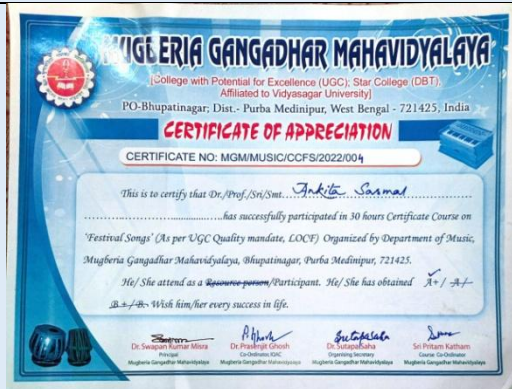 MUGBERIA GANGADHAR MAHAVIDYALAYA
[College with Potential for Excellence (UGC); Star College (DBT),
Affiliated to Vidyasagar University]
PO-Bhupatinagar; Dist.- Purba Medinipur, West Bengal - 721425, India
CERTIFICATE OF APPRECIATION
CERTIFICATE NO: MGM/MUSIC/CCFS/2022/004
This is to certify that Dr./Prof./Sri/Smt. Ankita Sasmal
has successfully participated in 30 hours Certificate Course on
'Festival Songs' (As per UGC Quality mandate, LOCF) Organized by Department of Music,
Mugberia Gangadhar Mahavidyalaya, Bhupatinagar, Purba Medinipur, 721425.
He/ She attend as a Resource person/Participant. He/ She has obtained A+/ A /
B+/ B. Wish him/her every success in life.
Dr. Swapan Kumar Misra Dr. Prasenjit Ghosh Dr. Sutapa Saha Sri Pritam Katham
Principal Co-Ordinator, IQAC Organising Secretary Course Co-Ordinator
Mugberia Gangadhar Mahavidyalaya Mugberia Gangadhar Mahavidyalaya Mugberia Gangadhar Mahavidyalaya Mugberia Gangadhar Mahavidyalaya